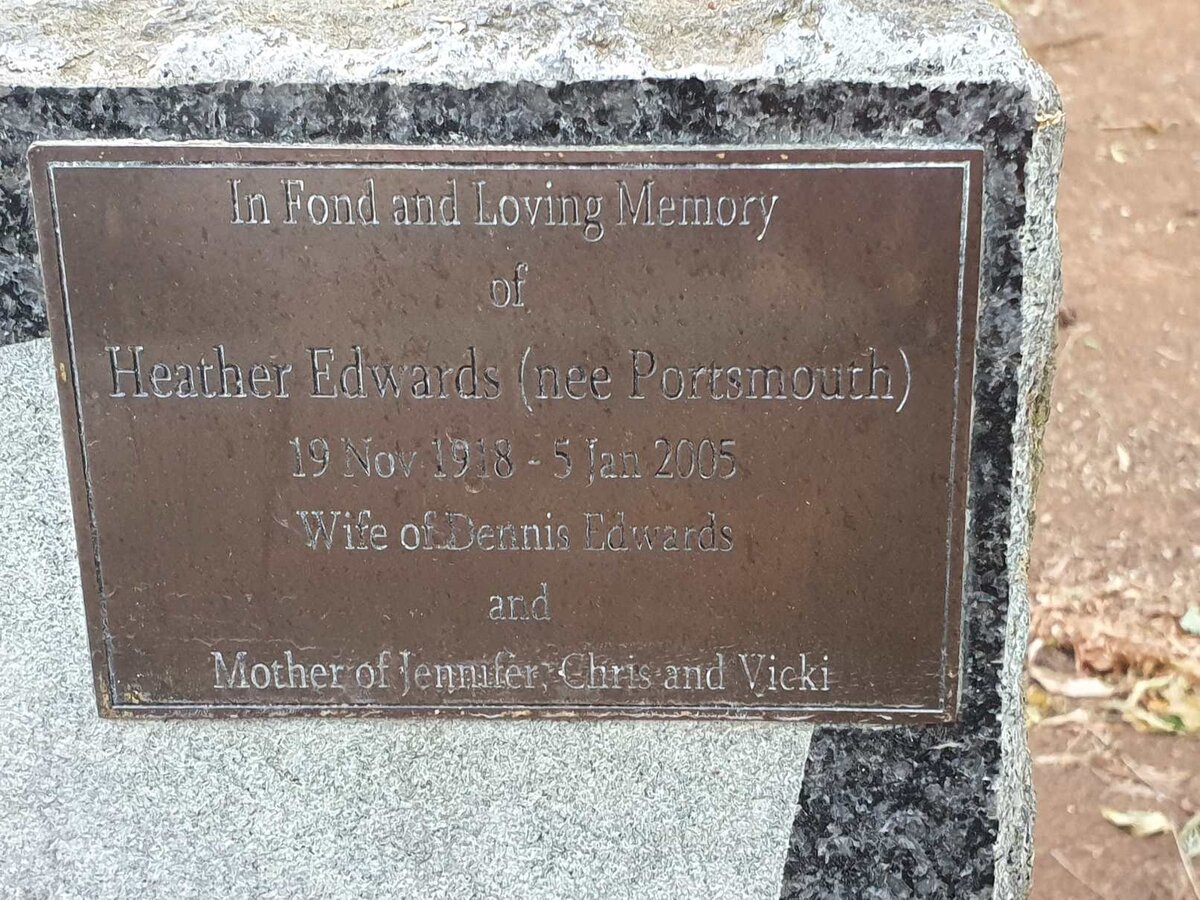 In Fond and Loving Memory
of
Heather Edwards (nee Portsmouth)
19 Nov 1918 - 5 Jan 2005
Wife of Dennis Edwards
and
Mother of Jennifer, Chris and Vicki